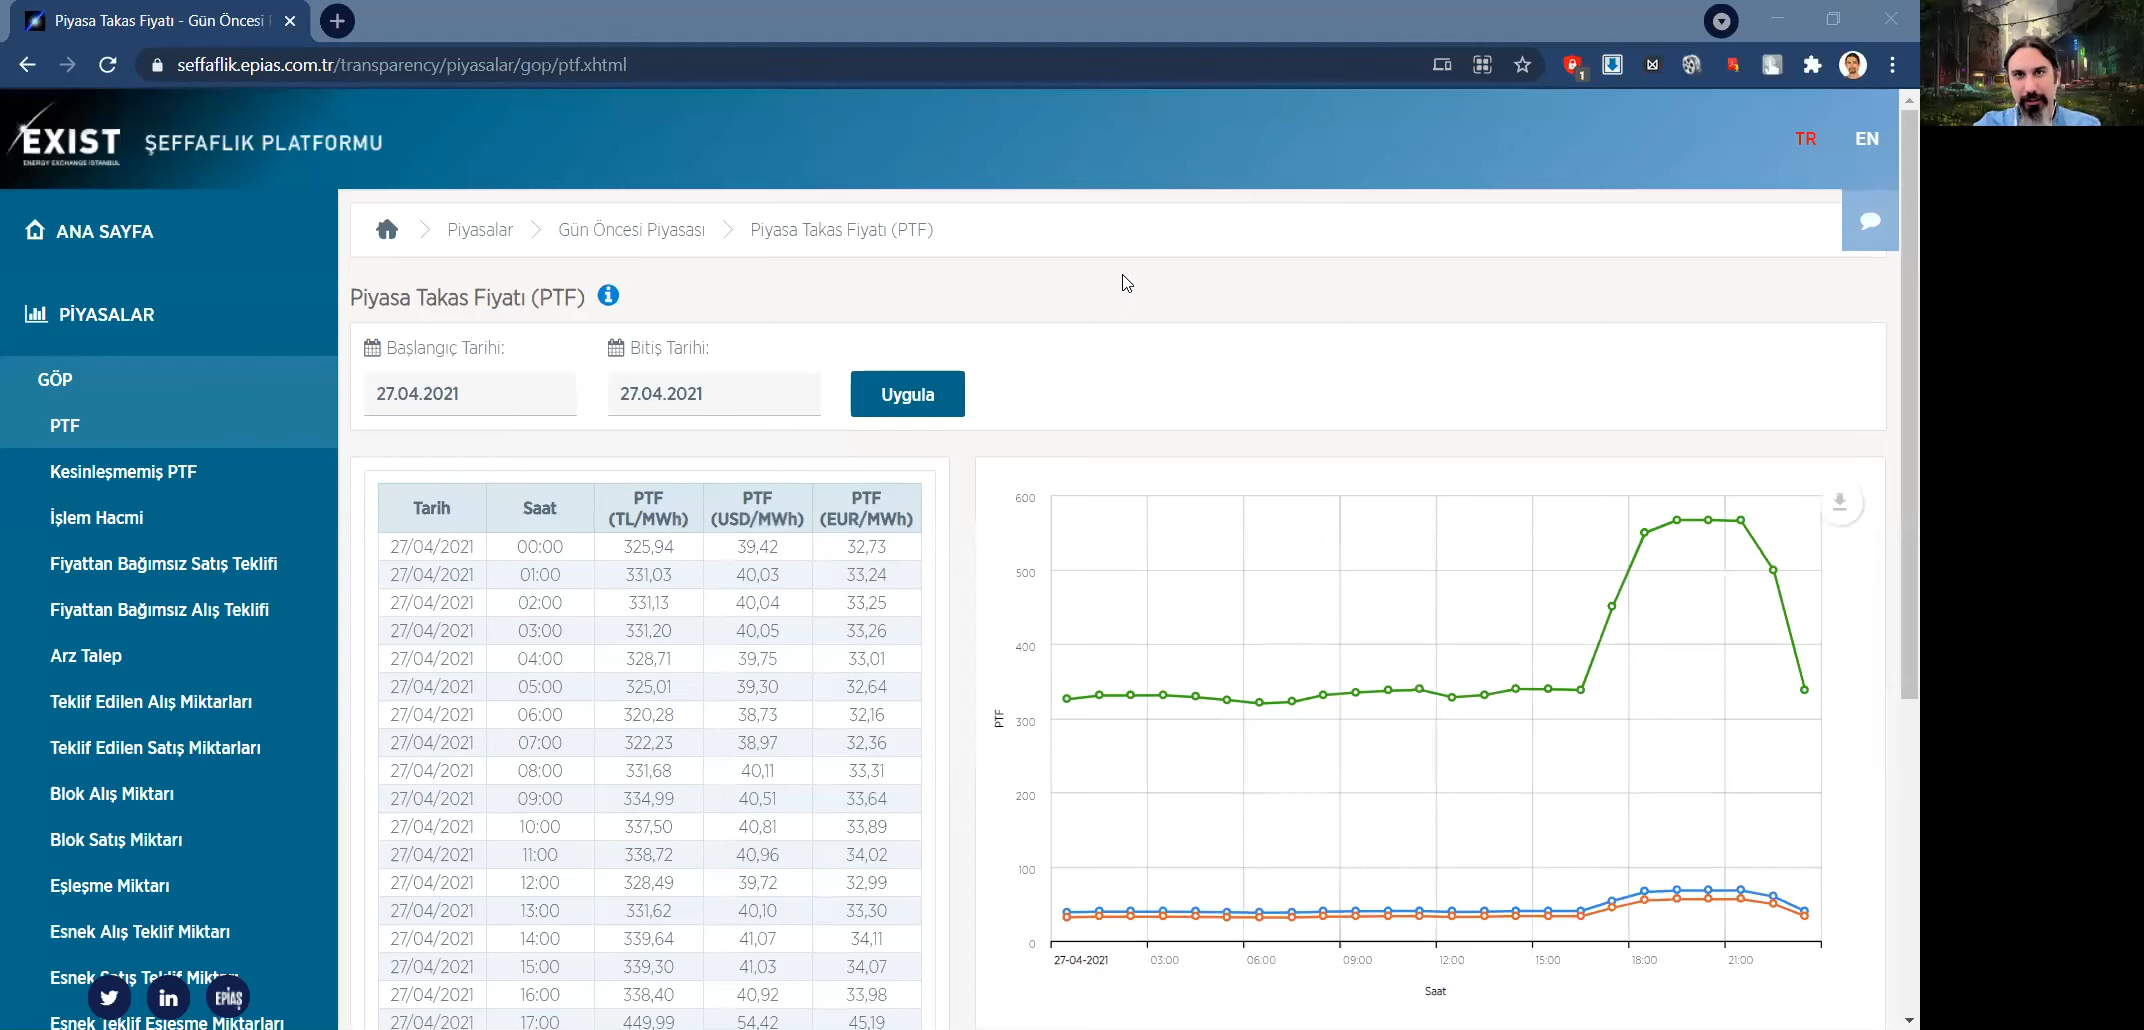 Piyasa Takas Fiyatı - Gün Öncesi
seffaflik.epias.com.tr/transparency/piyasalar/gop/ptf.xhtml
1
EXIST
ENERGY EXCHANGE ISTANBUL
ŞEFFAFLIK PLATFORMU
TR EN
ANA SAYFA
PİYASALAR
GÖP
PTF
Kesinleşmemiş PTF
İşlem Hacmi
Fiyattan Bağımsız Satış Teklifi
Fiyattan Bağımsız Alış Teklifi
Arz Talep
Teklif Edilen Alış Miktarları
Teklif Edilen Satış Miktarları
Blok Alış Miktarı
Blok Satış Miktarı
Eşleşme Miktarı
Esnek Alış Teklif Miktarı
Esnek Satış Teklif Miktarı
EPİAŞ
Esnek Teklif Eşleşme Miktarları
Piyasalar Gün Öncesi Piyasası Piyasa Takas Fiyatı (PTF)
Piyasa Takas Fiyatı (PTF)
Başlangıç Tarihi: Bitiş Tarihi:
27.04.2021 27.04.2021 Uygula
Tarih Saat PTF (TL/MWh) PTF (USD/MWh) PTF (EUR/MWh)
27/04/2021 00:00 325,94 39,42 32,73
27/04/2021 01:00 331,03 40,03 33,24
27/04/2021 02:00 331,13 40,04 33,25
27/04/2021 03:00 331,20 40,05 33,26
27/04/2021 04:00 328,71 39,75 33,01
27/04/2021 05:00 325,01 39,30 32,64
27/04/2021 06:00 320,28 38,73 32,16
27/04/2021 07:00 322,23 38,97 32,36
27/04/2021 08:00 331,68 40,11 33,31
27/04/2021 09:00 334,99 40,51 33,64
27/04/2021 10:00 337,50 40,81 33,89
27/04/2021 11:00 338,72 40,96 34,02
27/04/2021 12:00 328,49 39,72 32,99
27/04/2021 13:00 331,62 40,10 33,30
27/04/2021 14:00 339,64 41,07 34,11
27/04/2021 15:00 339,30 41,03 34,07
27/04/2021 16:00 338,40 40,92 33,98
27/04/2021 17:00 449,99 54,42 45,19
600
500
400
300
200
100
0
PTF
27-04-2021 03:00 06:00 09:00 12:00 15:00 18:00 21:00
Saat